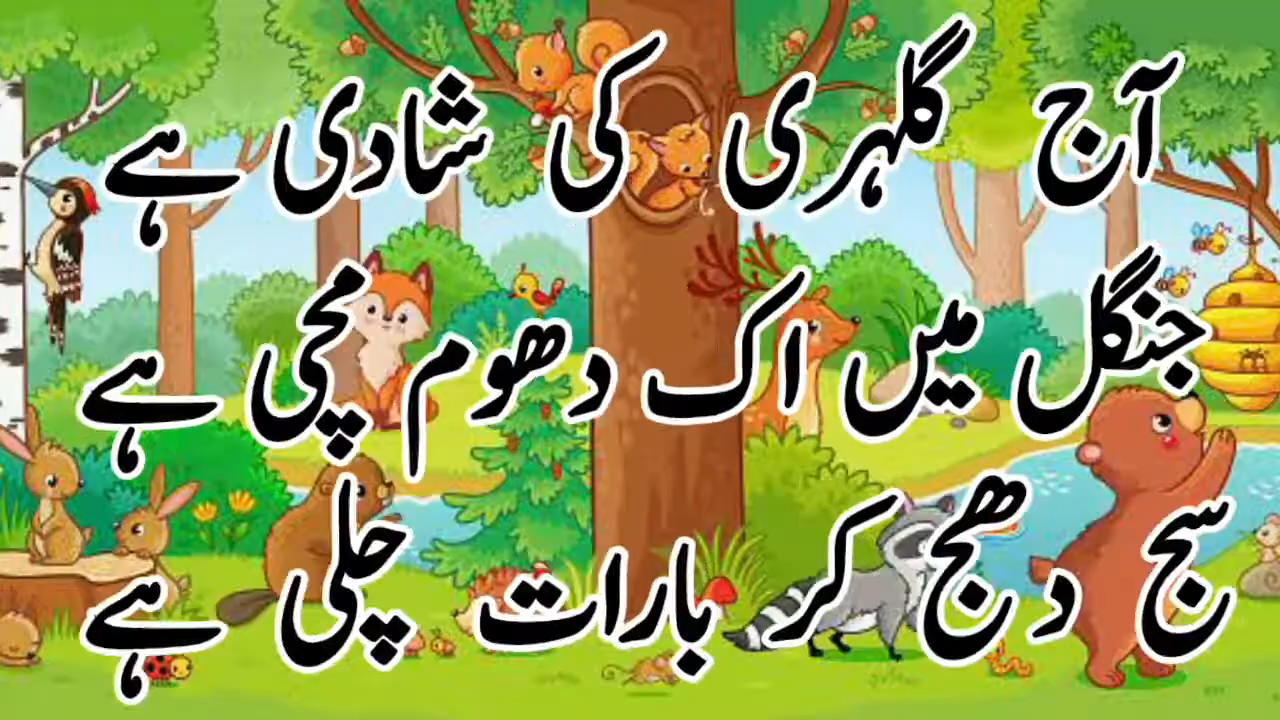 آج گلہری کی شادی ہے
جنگل میں اک دھوم مچی ہے
سج دھج کر بارات چلی ہے